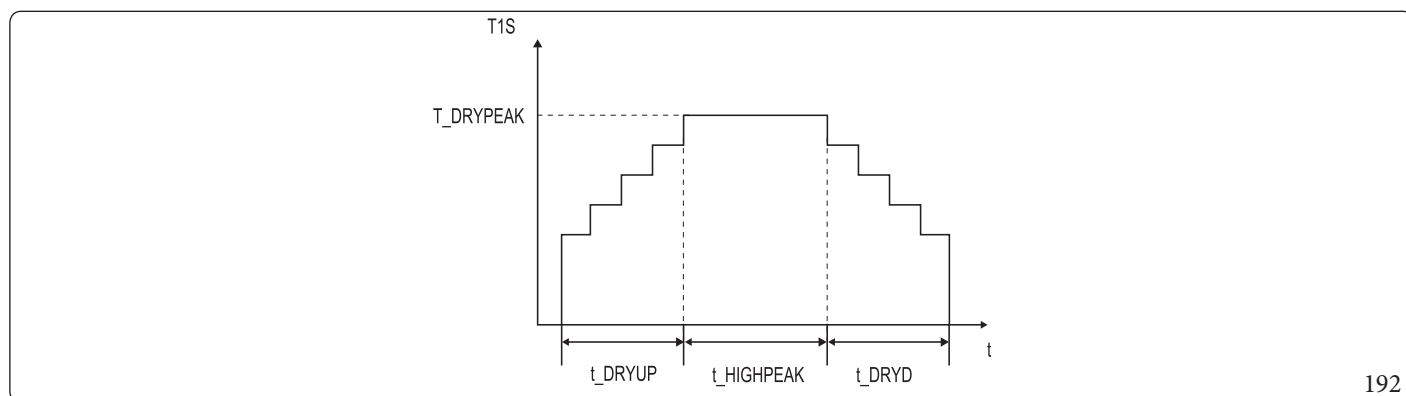 T1S
T_DRYPEAK
t
t_DRYUP
t_HIGHPEAK
t_DRYD
192